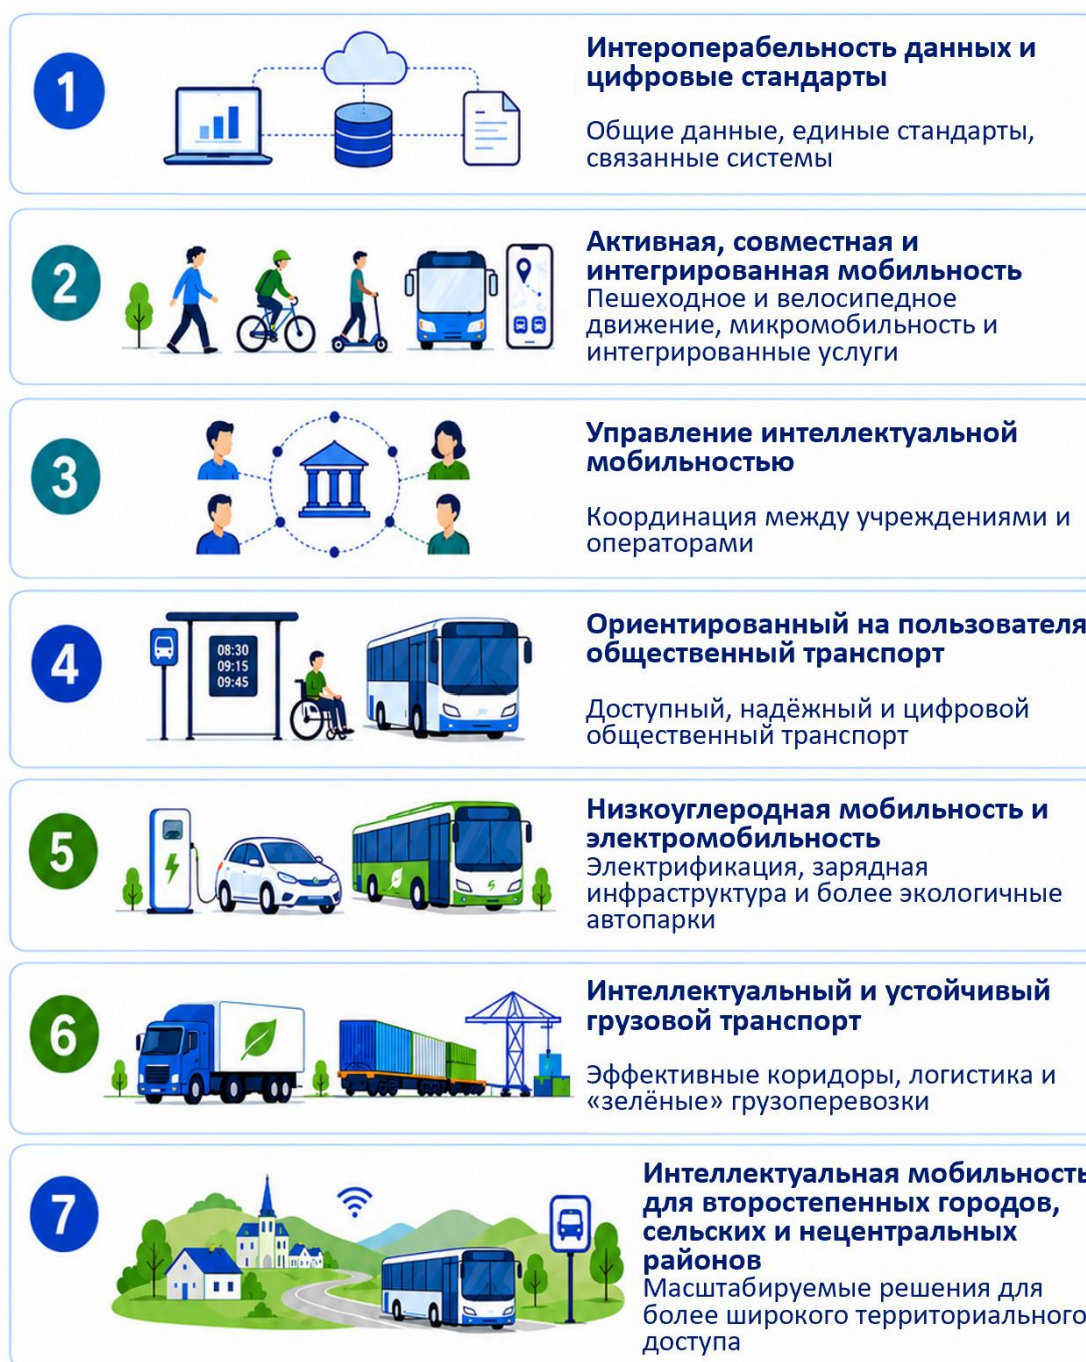 1
Интероперабельность данных и
цифровые стандарты
Общие данные, единые стандарты,
связанные системы
2
Активная, совместная и
интегрированная мобильность
Пешеходное и велосипедное
движение, микромобильность и
интегрированные услуги
3
Управление интеллектуальной
мобильностью
Координация между учреждениями и
операторами
4
08:30
09:15
09:45
Ориентированный на пользователя
общественный транспорт
Доступный, надёжный и цифровой
общественный транспорт
5
Низкоуглеродная мобильность и
электромобильность
Электрификация, зарядная
инфраструктура и более экологичные
автопарки
6
Интеллектуальный и устойчивый
грузовой транспорт
Эффективные коридоры, логистика и
«зелёные» грузоперевозки
7
Интеллектуальная мобильность
для второстепенных городов,
сельских и нецентральных
районов
Масштабируемые решения для
более широкого территориального
доступа